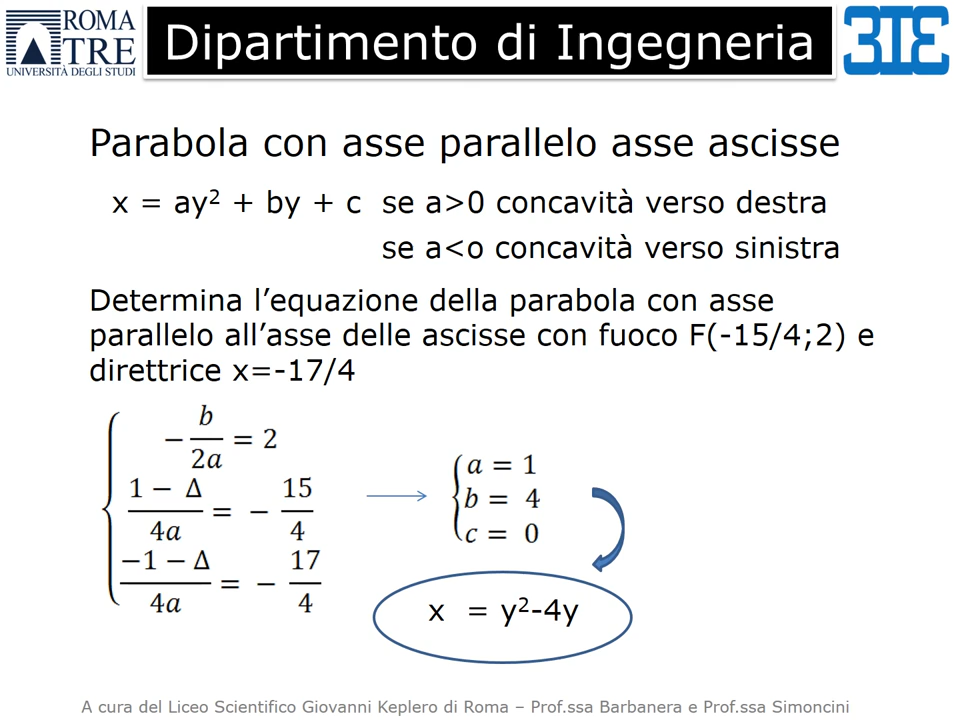 ROMA
TRE
UNIVERSITÀ DEGLI STUDI
Dipartimento di Ingegneria
Parabola con asse parallelo asse ascisse
x = ay² + by + c se a>0 concavità verso destra
se a<o concavità verso sinistra
Determina l’equazione della parabola con asse
parallelo all’asse delle ascisse con fuoco F(-15/4;2) e
direttrice x=-17/4
−b/2a = 2
(1 − Δ)/4a = − 15/4
(−1 − Δ)/4a = − 17/4
a = 1
b = 4
c = 0
x = y²-4y
A cura del Liceo Scientifico Giovanni Keplero di Roma – Prof.ssa Barbanera e Prof.ssa Simoncini